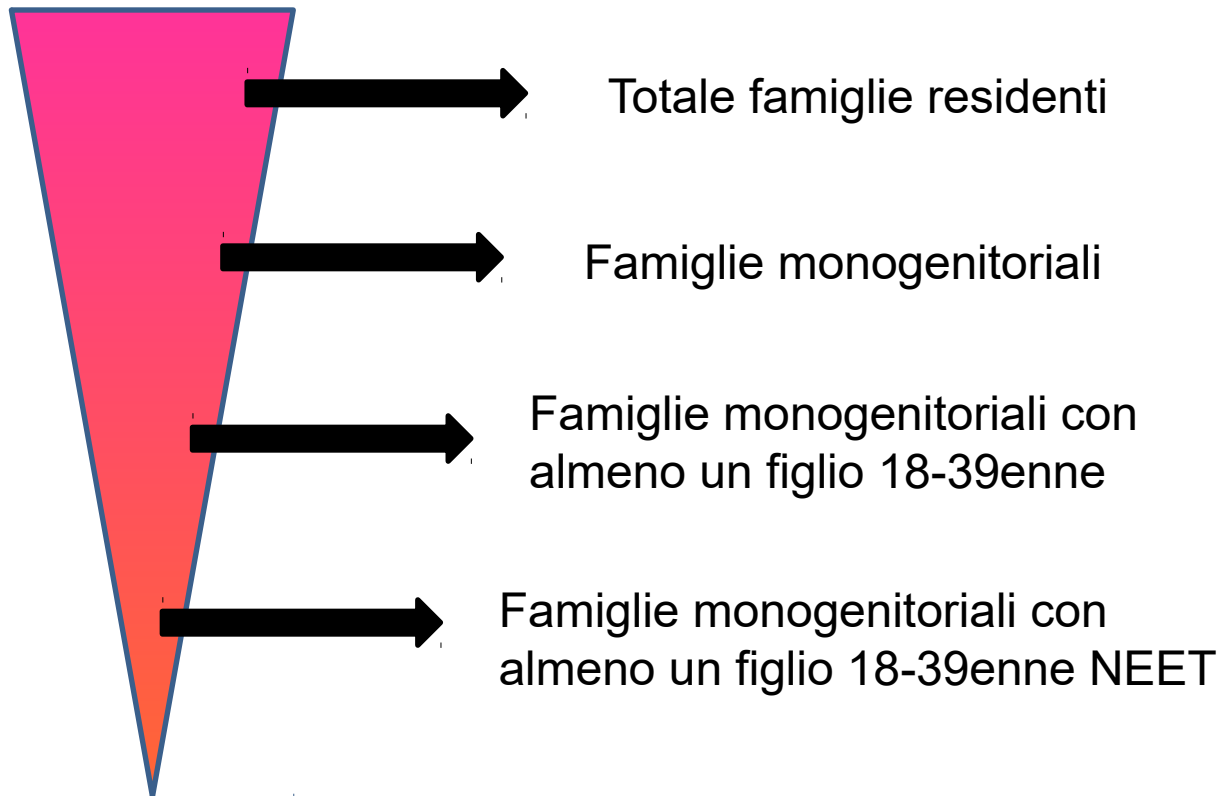 Totale famiglie residenti
Famiglie monogenitoriali
Famiglie monogenitoriali con
almeno un figlio 18-39enne
Famiglie monogenitoriali con
almeno un figlio 18-39enne NEET